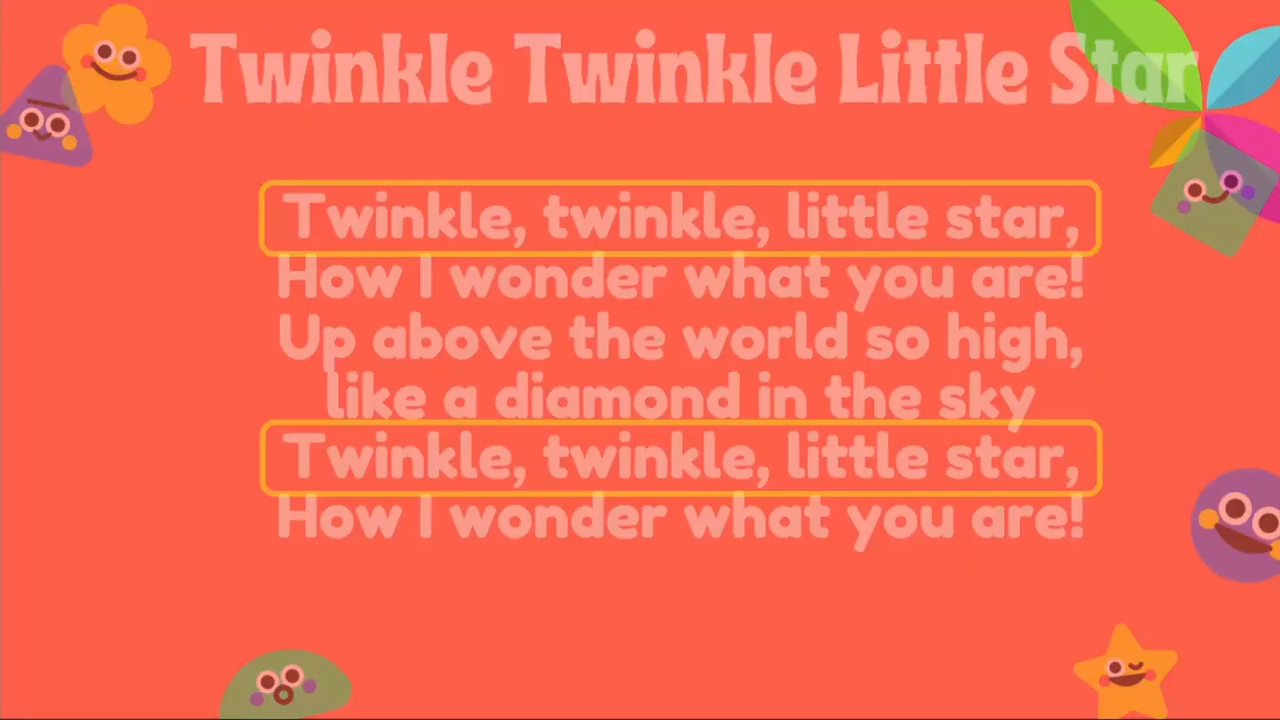 Twinkle Twinkle Little Star
Twinkle, twinkle, little star,
How I wonder what you are!
Up above the world so high,
like a diamond in the sky
Twinkle, twinkle, little star,
How I wonder what you are!